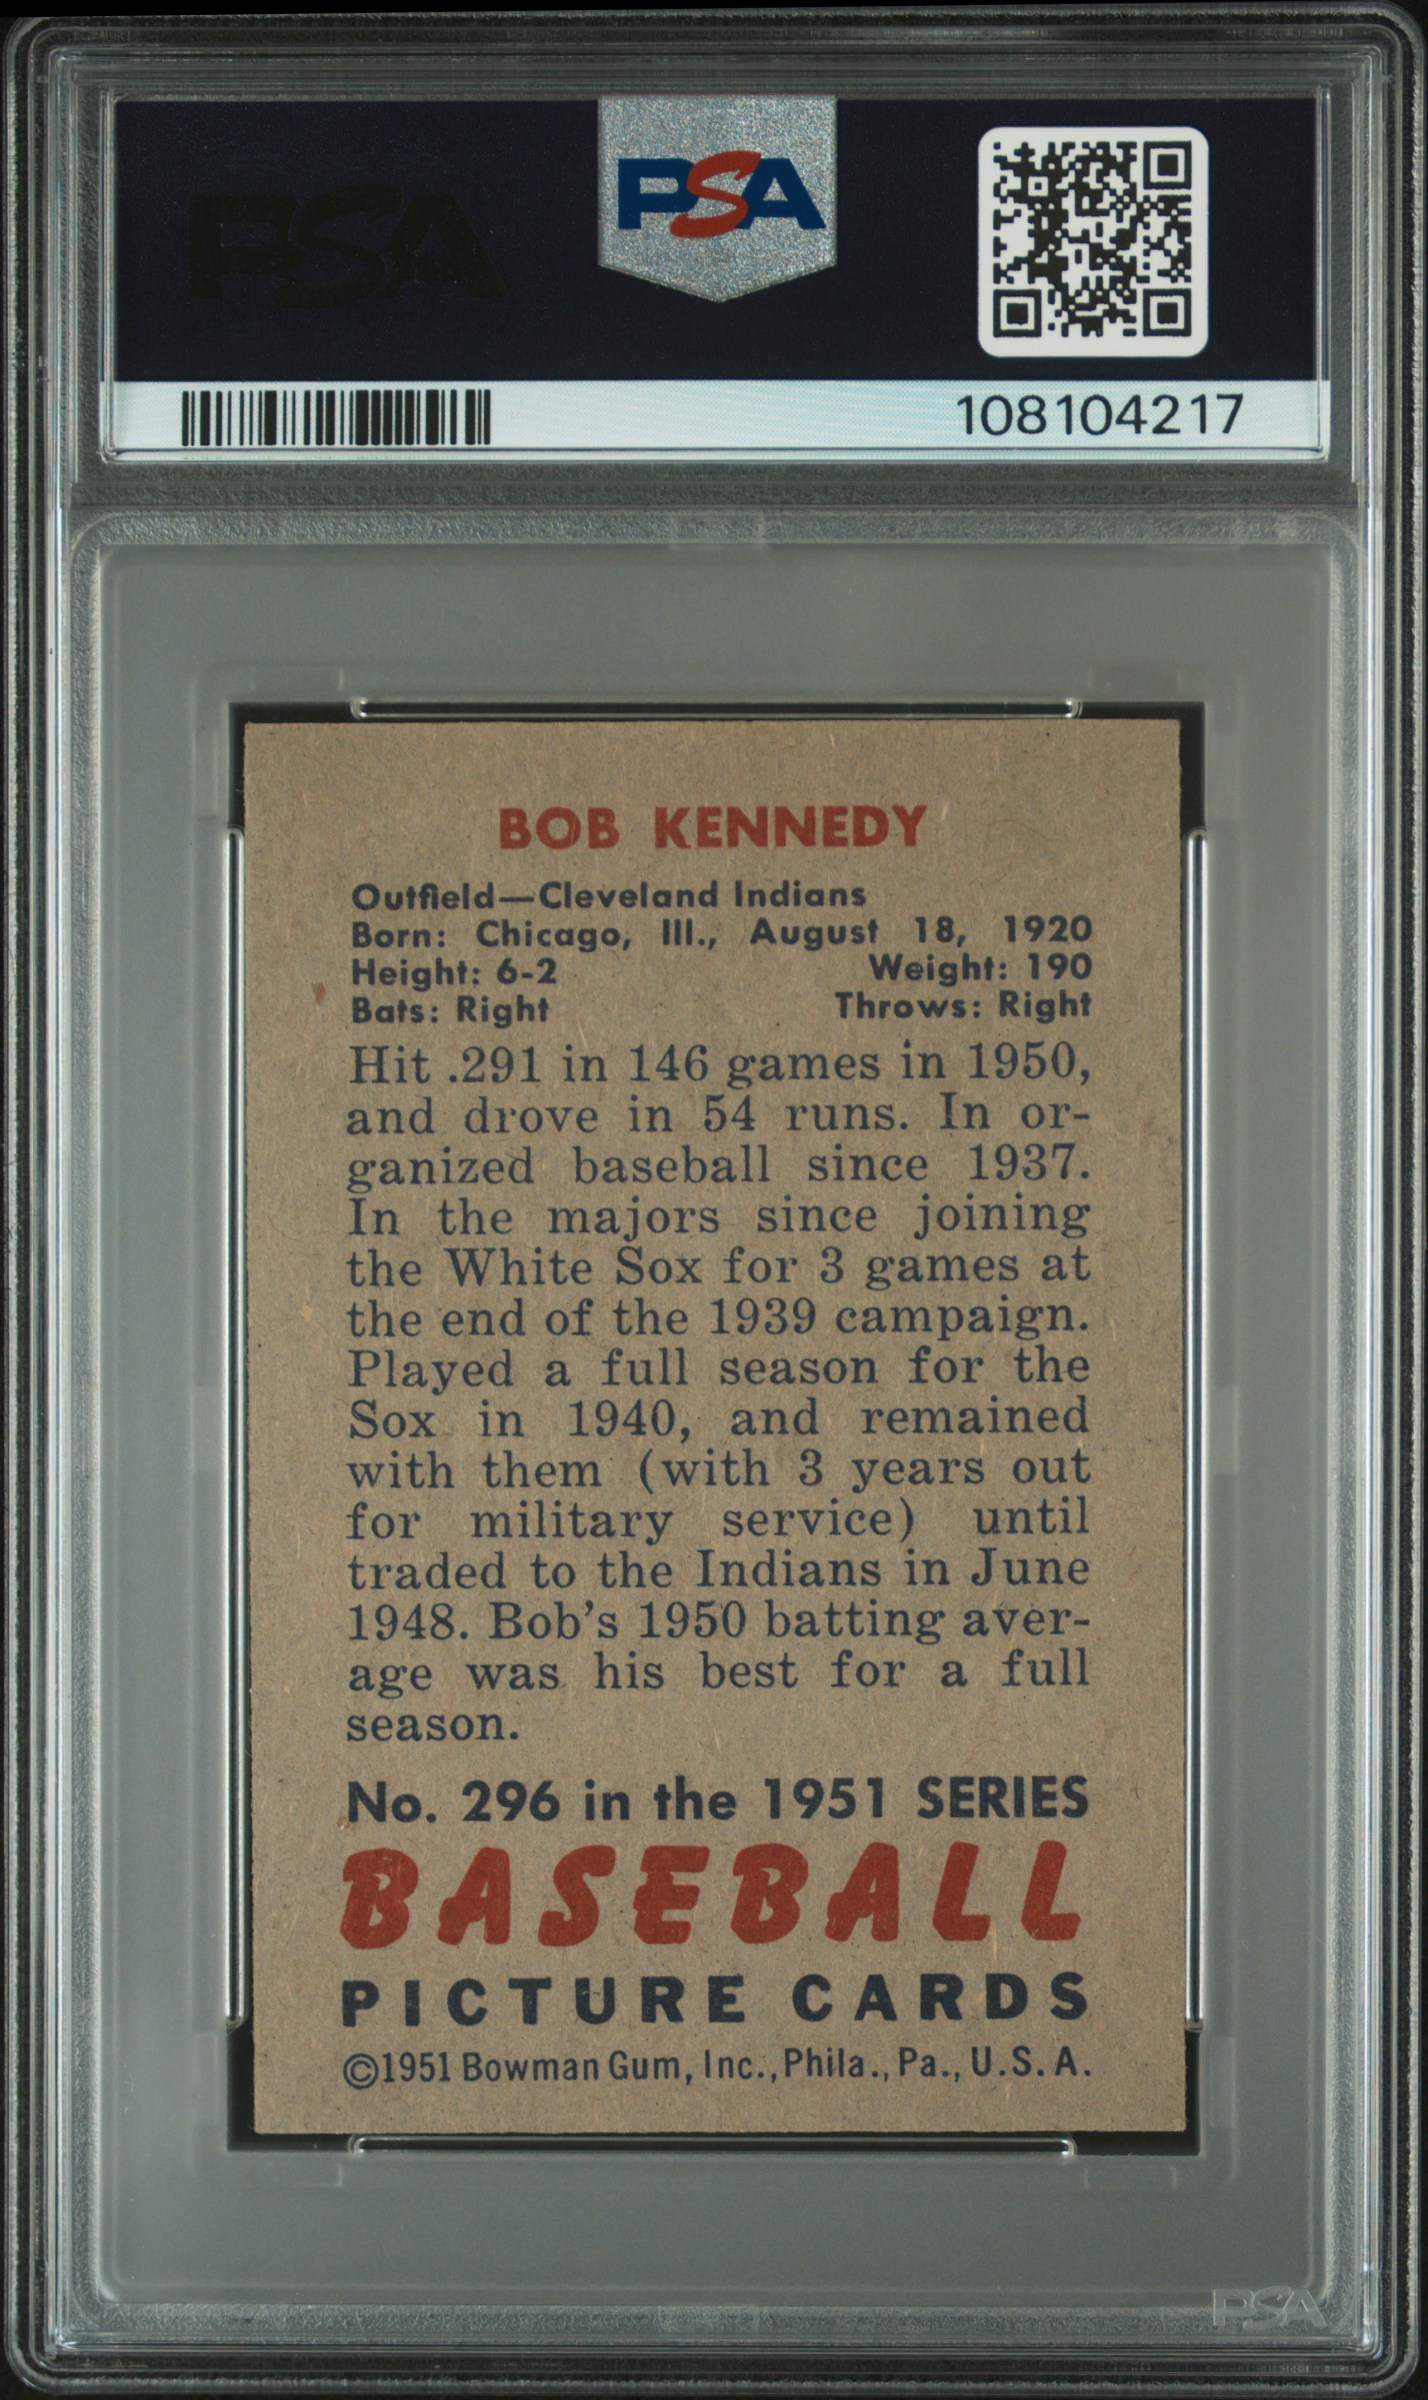 PSA
PSA
108104217
BOB KENNEDY
Outfield—Cleveland Indians
Born: Chicago, Ill., August 18, 1920
Height: 6-2 Weight: 190
Bats: Right Throws: Right
Hit .291 in 146 games in 1950,
and drove in 54 runs. In or-
ganized baseball since 1937.
In the majors since joining
the White Sox for 3 games at
the end of the 1939 campaign.
Played a full season for the
Sox in 1940, and remained
with them (with 3 years out
for military service) until
traded to the Indians in June
1948. Bob's 1950 batting aver-
age was his best for a full
season.
No. 296 in the 1951 SERIES
BASEBALL
PICTURE CARDS
©1951 Bowman Gum, Inc., Phila., Pa., U.S.A.
PSA